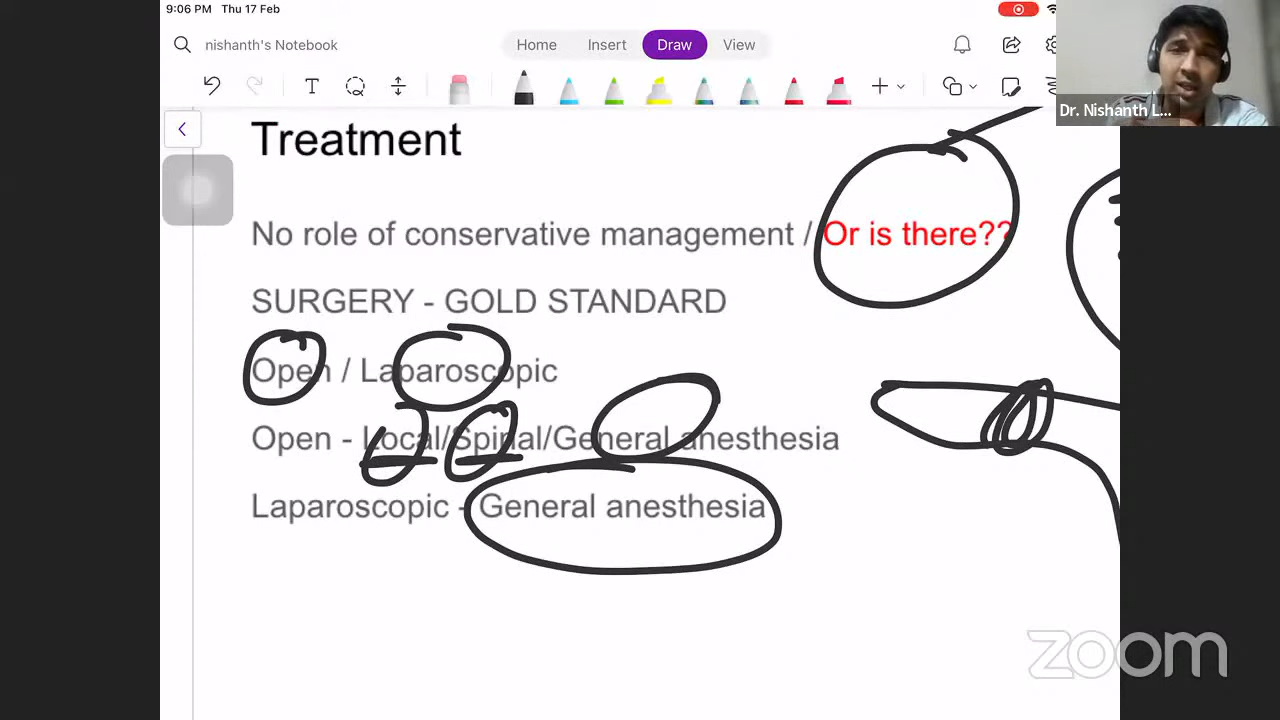 9:06 PM Thu 17 Feb
nishanth's Notebook
Home Insert Draw View
Dr. Nishanth L...
Treatment
No role of conservative management / Or is there??
SURGERY - GOLD STANDARD
Open / Laparoscopic
Open - Local/Spinal/General anesthesia
Laparoscopic - General anesthesia
zoom